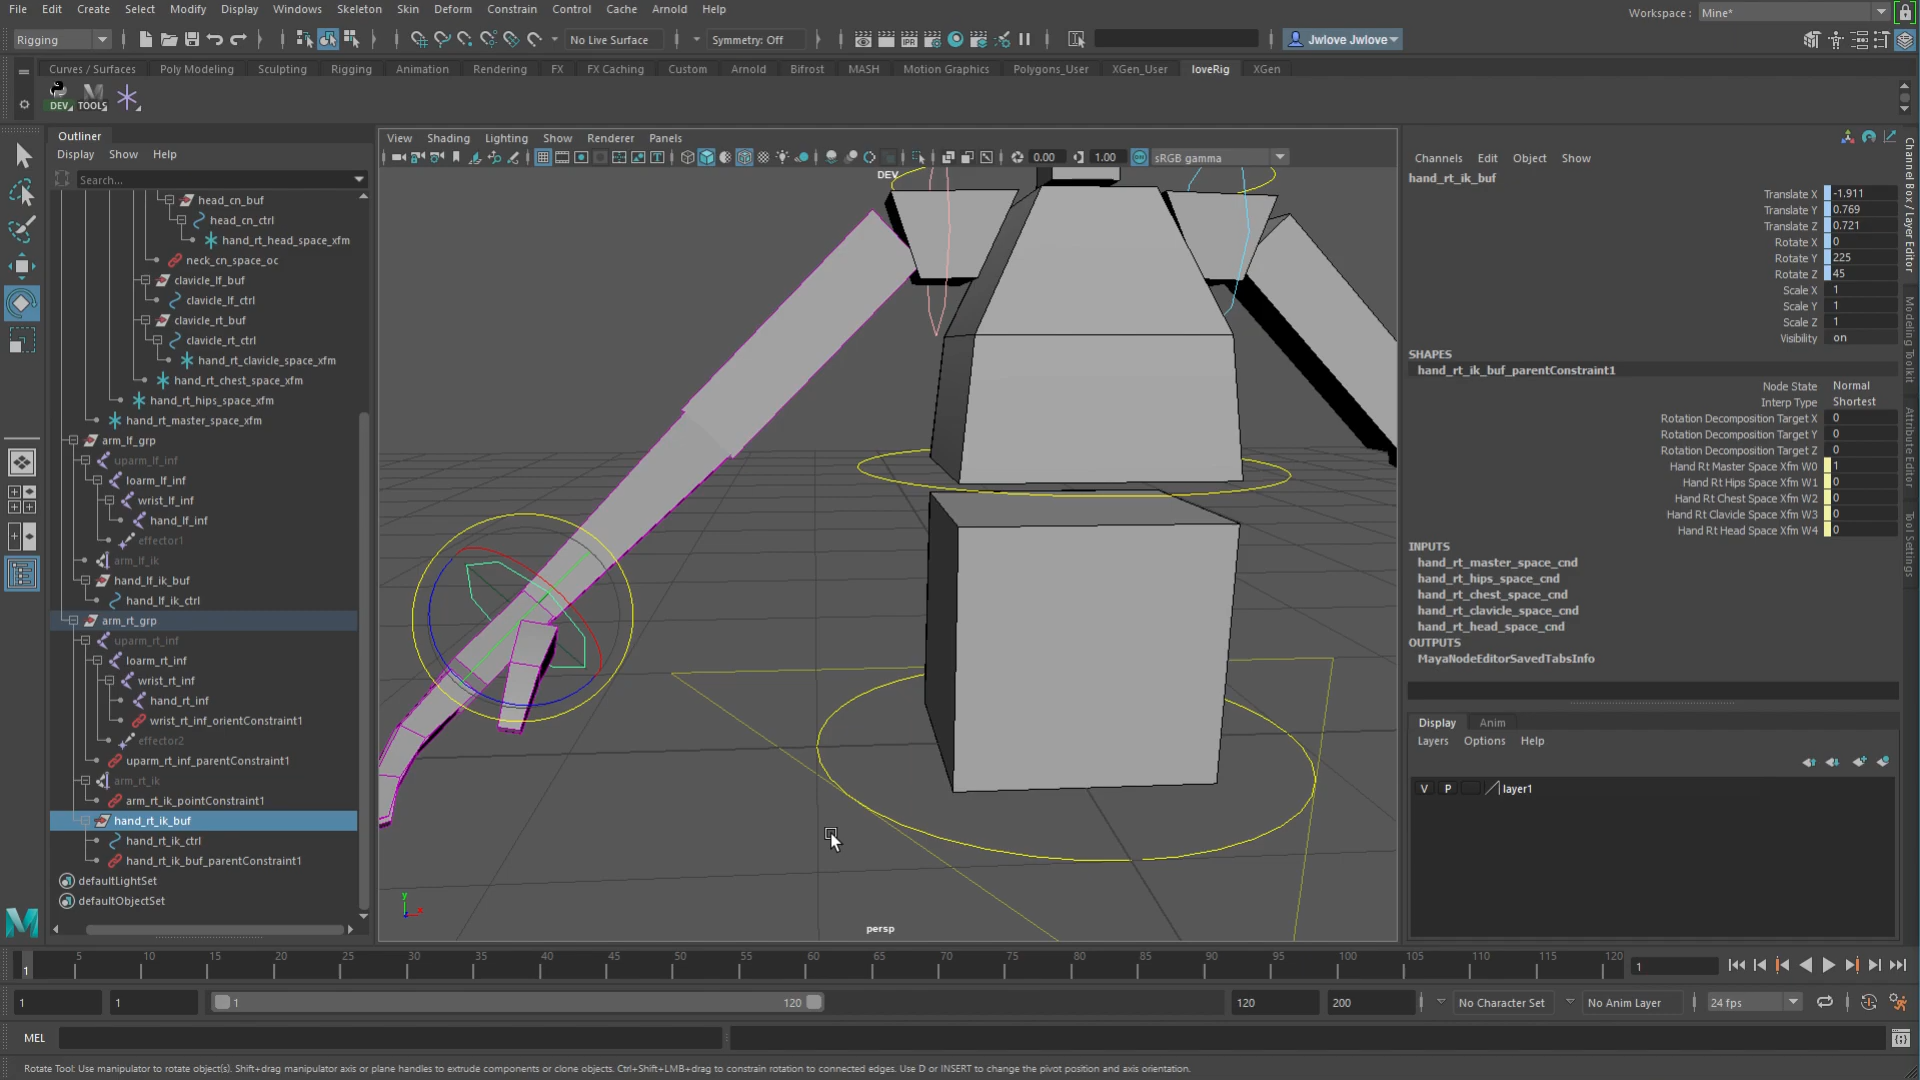 File Edit Create Select Modify Display Windows Skeleton Skin Deform Constrain Control Cache Arnold Help
Workspace : Mine*
Rigging No Live Surface Symmetry: Off Jwlove Jwlove
Curves / Surfaces Poly Modeling Sculpting Rigging Animation Rendering FX FX Caching Custom Arnold Bifrost MASH Motion Graphics Polygons_User XGen_User loveRig XGen
DEV TOOLS
Outliner
Display Show Help
Search...
head_cn_buf
head_cn_ctrl
hand_rt_head_space_xfm
neck_cn_space_oc
clavicle_lf_buf
clavicle_lf_ctrl
clavicle_rt_buf
clavicle_rt_ctrl
hand_rt_clavicle_space_xfm
hand_rt_chest_space_xfm
hand_rt_hips_space_xfm
hand_rt_master_space_xfm
arm_lf_grp
uparm_lf_inf
loarm_lf_inf
wrist_lf_inf
hand_lf_inf
effector1
arm_lf_ik
hand_lf_ik_buf
hand_lf_ik_ctrl
arm_rt_grp
uparm_rt_inf
loarm_rt_inf
wrist_rt_inf
hand_rt_inf
wrist_rt_inf_orientConstraint1
effector2
uparm_rt_inf_parentConstraint1
arm_rt_ik
arm_rt_ik_pointConstraint1
hand_rt_ik_buf
hand_rt_ik_ctrl
hand_rt_ik_buf_parentConstraint1
defaultLightSet
defaultObjectSet
View Shading Lighting Show Renderer Panels
0.00 1.00 sRGB gamma
DEV
y
x
persp
Channels Edit Object Show
hand_rt_ik_buf
Translate X -1.911
Translate Y 0.769
Translate Z 0.721
Rotate X 0
Rotate Y 225
Rotate Z 45
Scale X 1
Scale Y 1
Scale Z 1
Visibility on
SHAPES
hand_rt_ik_buf_parentConstraint1
Node State Normal
Interp Type Shortest
Rotation Decomposition Target X 0
Rotation Decomposition Target Y 0
Rotation Decomposition Target Z 0
Hand Rt Master Space Xfm W0 1
Hand Rt Hips Space Xfm W1 0
Hand Rt Chest Space Xfm W2 0
Hand Rt Clavicle Space Xfm W3 0
Hand Rt Head Space Xfm W4 0
INPUTS
hand_rt_master_space_cnd
hand_rt_hips_space_cnd
hand_rt_chest_space_cnd
hand_rt_clavicle_space_cnd
hand_rt_head_space_cnd
OUTPUTS
MayaNodeEditorSavedTabsInfo
Display Anim
Layers Options Help
V P layer1
Channel Box / Layer Editor
Modeling Toolkit
Attribute Editor
Tool Settings
1 5 10 15 20 25 30 35 40 45 50 55 60 65 70 75 80 85 90 95 100 105 110 115 120 1
1 1 1 120 120 200 No Character Set No Anim Layer 24 fps
MEL
Rotate Tool: Use manipulator to rotate object(s). Shift+drag manipulator axis or plane handles to extrude components or clone objects. Ctrl+Shift+LMB+drag to constrain rotation to connected edges. Use D or INSERT to change the pivot position and axis orientation.